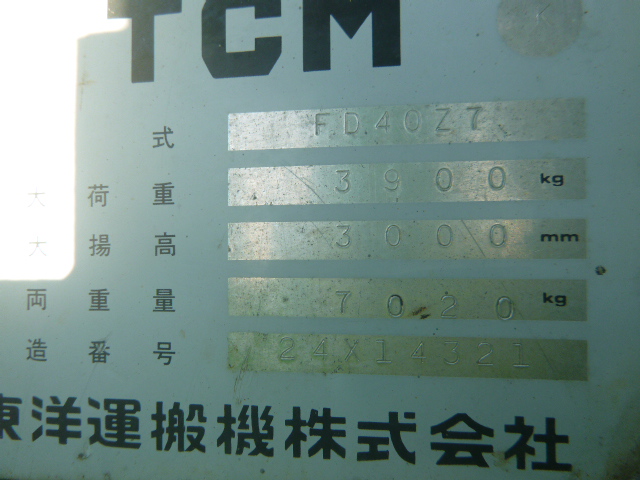 TCM
式 FD40Z7
大荷重 3900 kg
大揚高 3000 mm
両重量 7020 kg
造番号 24X14321
東洋運搬機株式会社